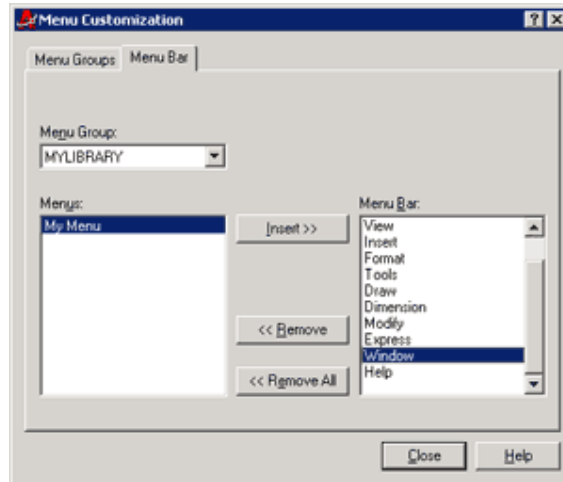 Menu Customization
Menu Groups
Menu Bar
Menu Group:
MYLIBRARY
Menus:
My Menu
Insert >>
<< Remove
<< Remove All
Menu Bar:
View
Insert
Format
Tools
Draw
Dimension
Modify
Express
Window
Help
Close
Help